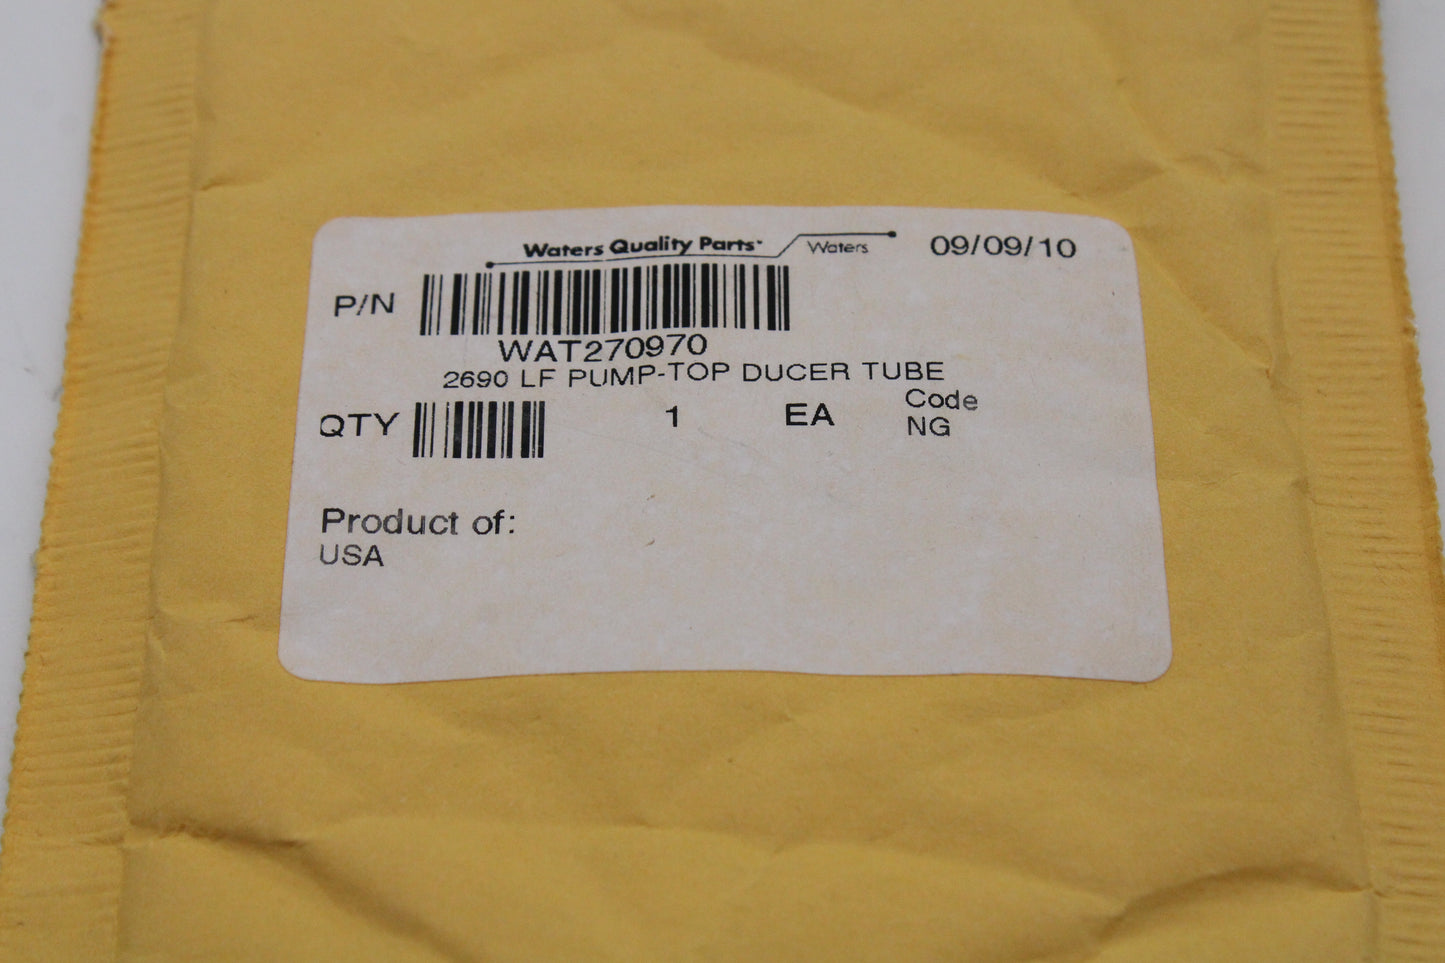 Waters Quality Parts™ Waters 09/09/10
P/N
WAT270970
2690 LF PUMP-TOP DUCER TUBE
QTY 1 EA Code
NG
Product of:
USA